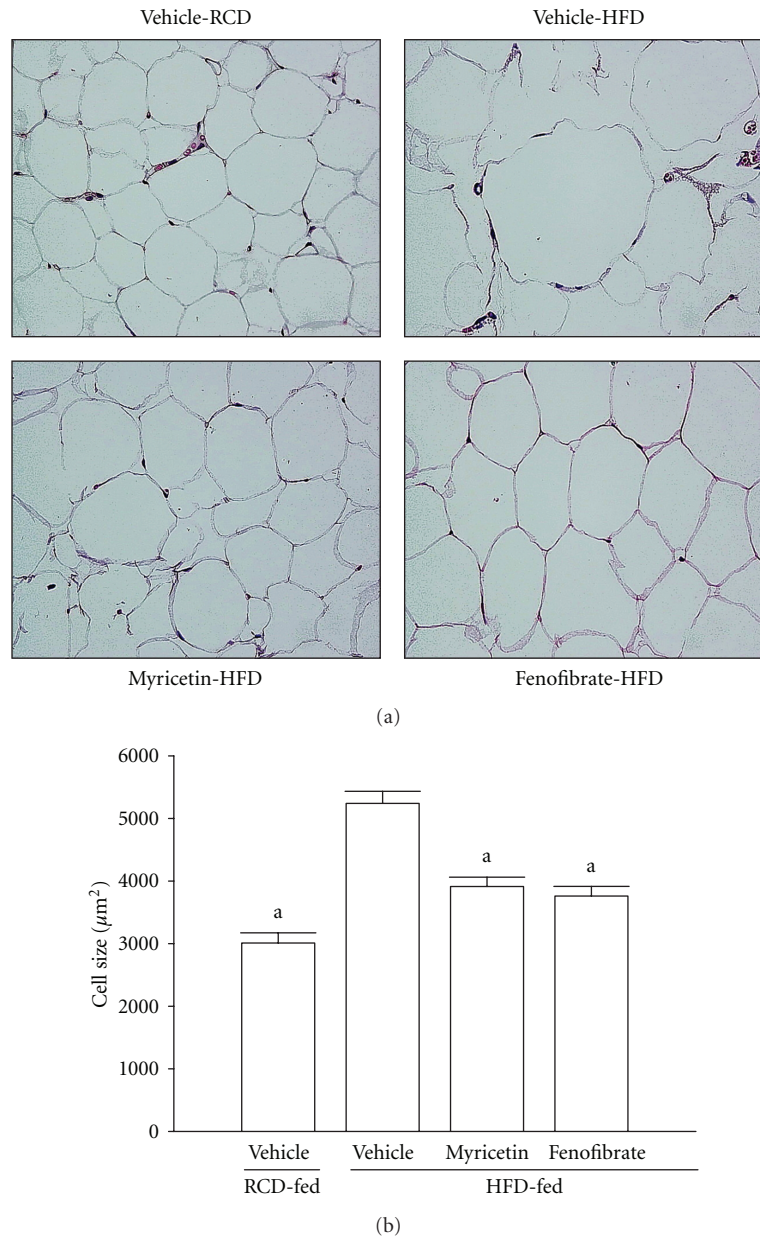 Vehicle-RCD
Vehicle-HFD
Myricetin-HFD
Fenofibrate-HFD
(a)
6000
5000
4000
3000
2000
1000
0
Cell size (μm²)
a
a
a
Vehicle
Vehicle
Myricetin
Fenofibrate
RCD-fed
HFD-fed
(b)